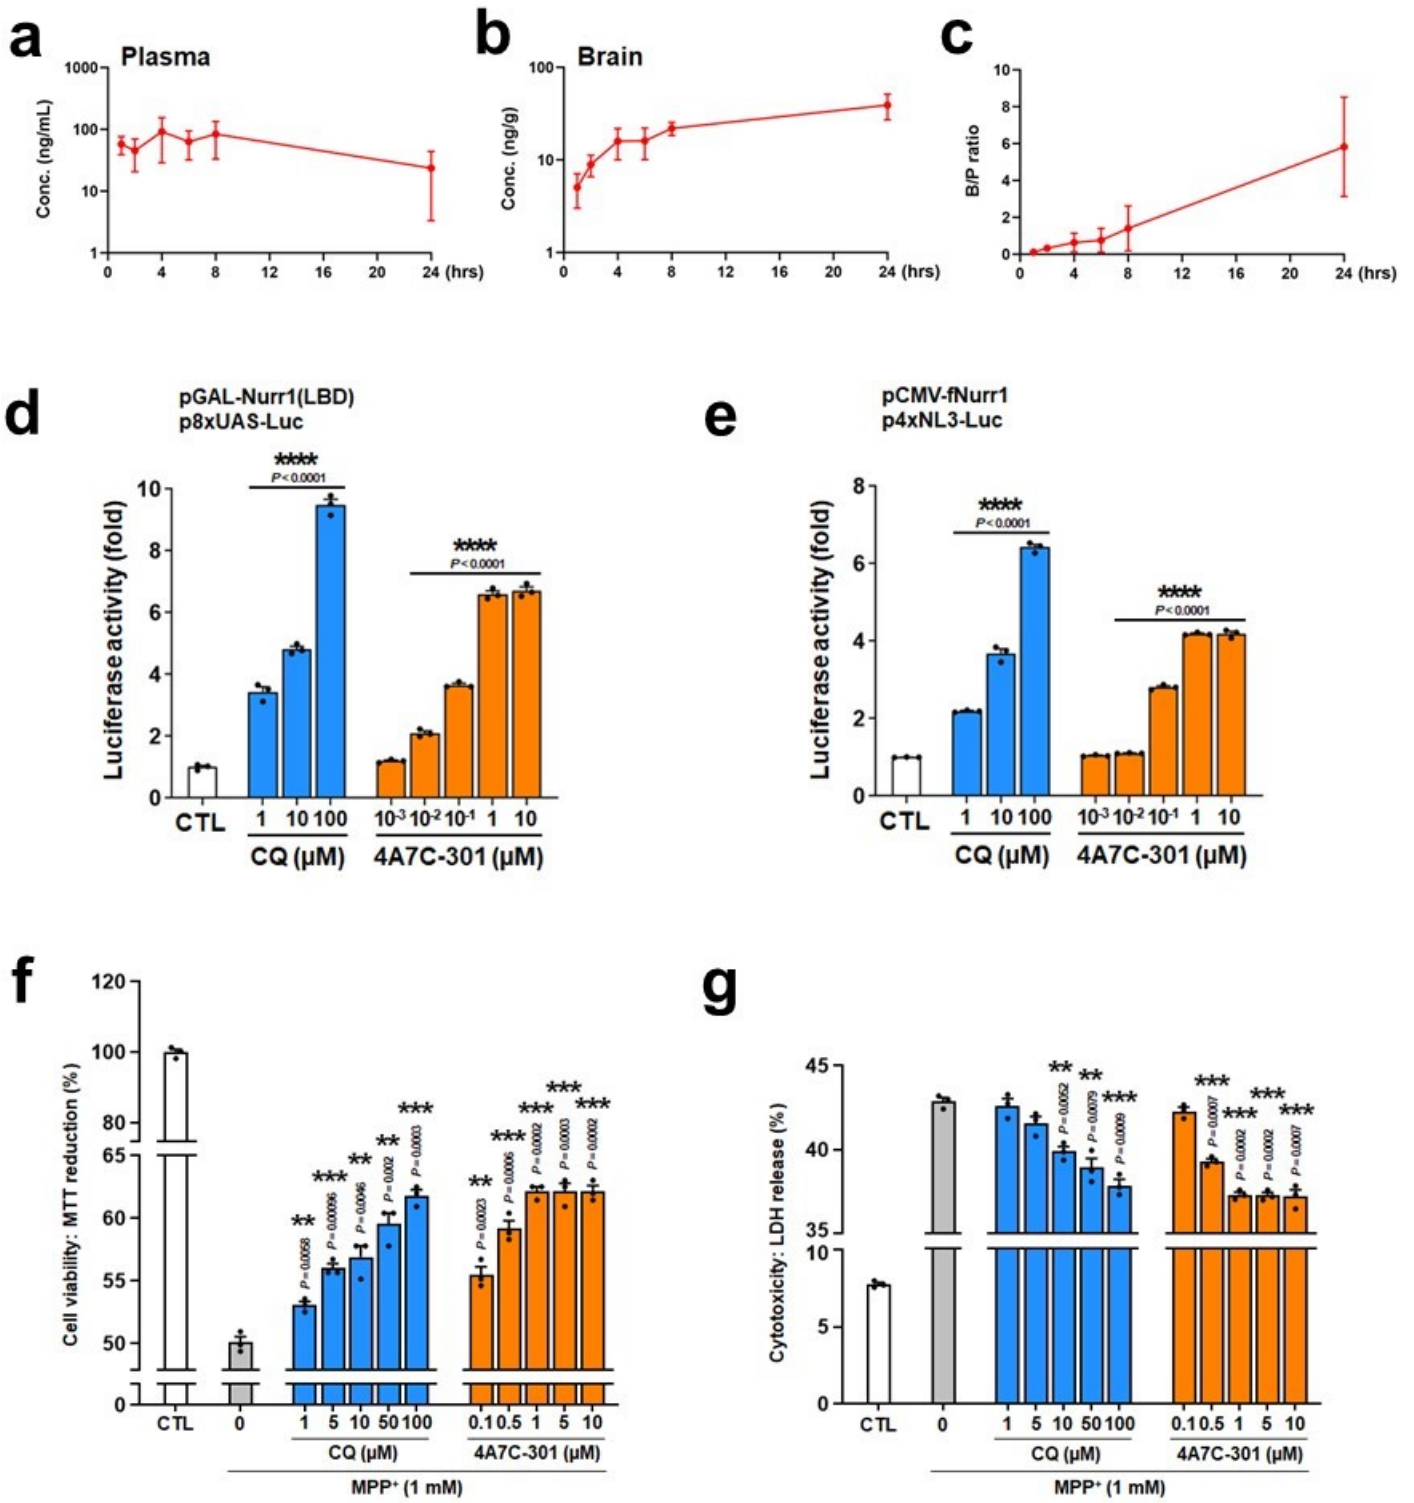 a
Plasma
Conc. (ng/mL)
1000
100
10
1
0 4 8 12 16 20 24 (hrs)
b
Brain
Conc. (ng/g)
100
10
1
0 4 8 12 16 20 24 (hrs)
c
B/P ratio
10
8
6
4
2
0
0 4 8 12 16 20 24 (hrs)
d
pGAL-Nurr1(LBD)
p8xUAS-Luc
Luciferase activity (fold)
10
8
6
4
2
0
****
P < 0.0001
****
P < 0.0001
CTL 1 10 100 10⁻³ 10⁻² 10⁻¹ 1 10
CQ (µM) 4A7C-301 (µM)
e
pCMV-fNurr1
p4xNL3-Luc
Luciferase activity (fold)
8
6
4
2
0
****
P < 0.0001
****
P < 0.0001
CTL 1 10 100 10⁻³ 10⁻² 10⁻¹ 1 10
CQ (µM) 4A7C-301 (µM)
f
Cell viability: MTT reduction (%)
120
100
80
65
60
55
50
0
** P = 0.0058
*** P = 0.00096
** P = 0.0046
** P = 0.002
*** P = 0.0003
** P = 0.0023
*** P = 0.0006
*** P = 0.0002
*** P = 0.0003
*** P = 0.0002
CTL 0 1 5 10 50 100 0.1 0.5 1 5 10
CQ (µM) 4A7C-301 (µM)
MPP⁺ (1 mM)
g
Cytotoxicity: LDH release (%)
45
40
35
10
5
0
** P = 0.0052
** P = 0.0079
*** P = 0.0009
*** P = 0.0007
*** P = 0.0002
*** P = 0.0002
*** P = 0.0007
CTL 0 1 5 10 50 100 0.1 0.5 1 5 10
CQ (µM) 4A7C-301 (µM)
MPP⁺ (1 mM)